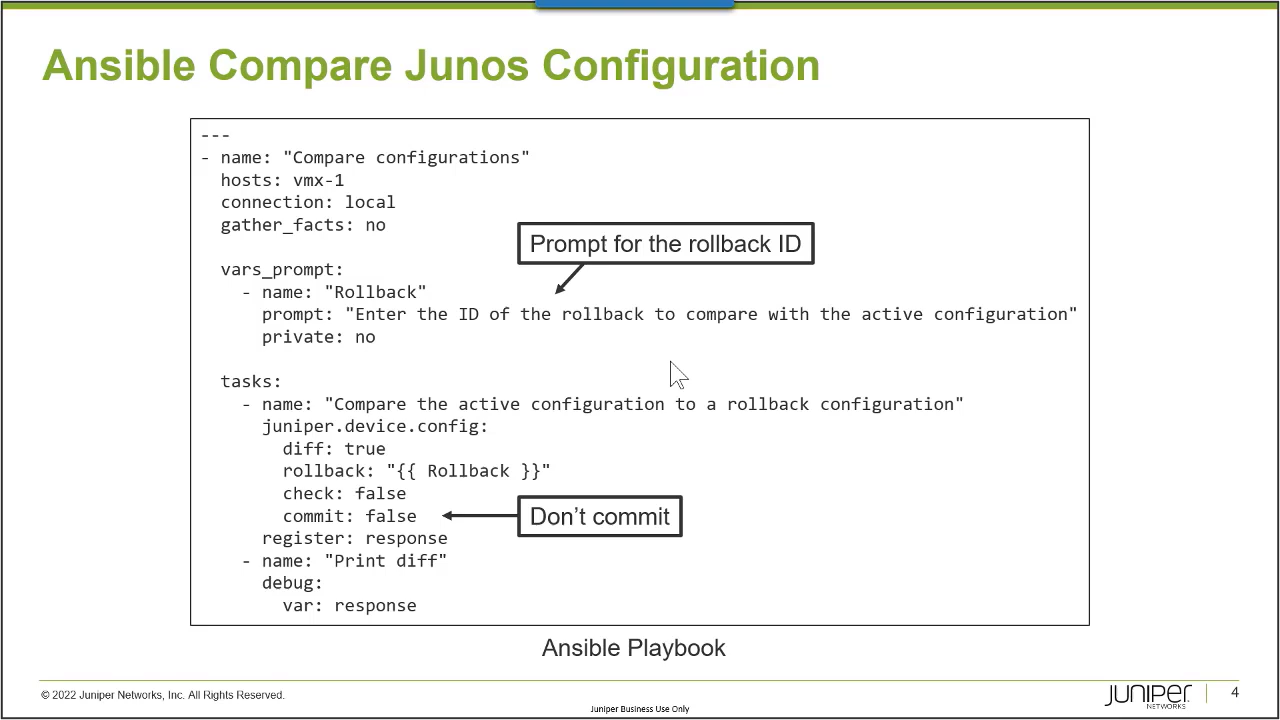 Ansible Compare Junos Configuration
---
- name: "Compare configurations"
  hosts: vmx-1
  connection: local
  gather_facts: no
Prompt for the rollback ID
  vars_prompt:
    - name: "Rollback"
      prompt: "Enter the ID of the rollback to compare with the active configuration"
      private: no
  tasks:
    - name: "Compare the active configuration to a rollback configuration"
      juniper.device.config:
        diff: true
        rollback: "{{ Rollback }}"
        check: false
        commit: false
Don’t commit
      register: response
    - name: "Print diff"
      debug:
        var: response
Ansible Playbook
© 2022 Juniper Networks, Inc. All Rights Reserved.
Juniper Business Use Only
JUNIPEr
NETWORKS
4